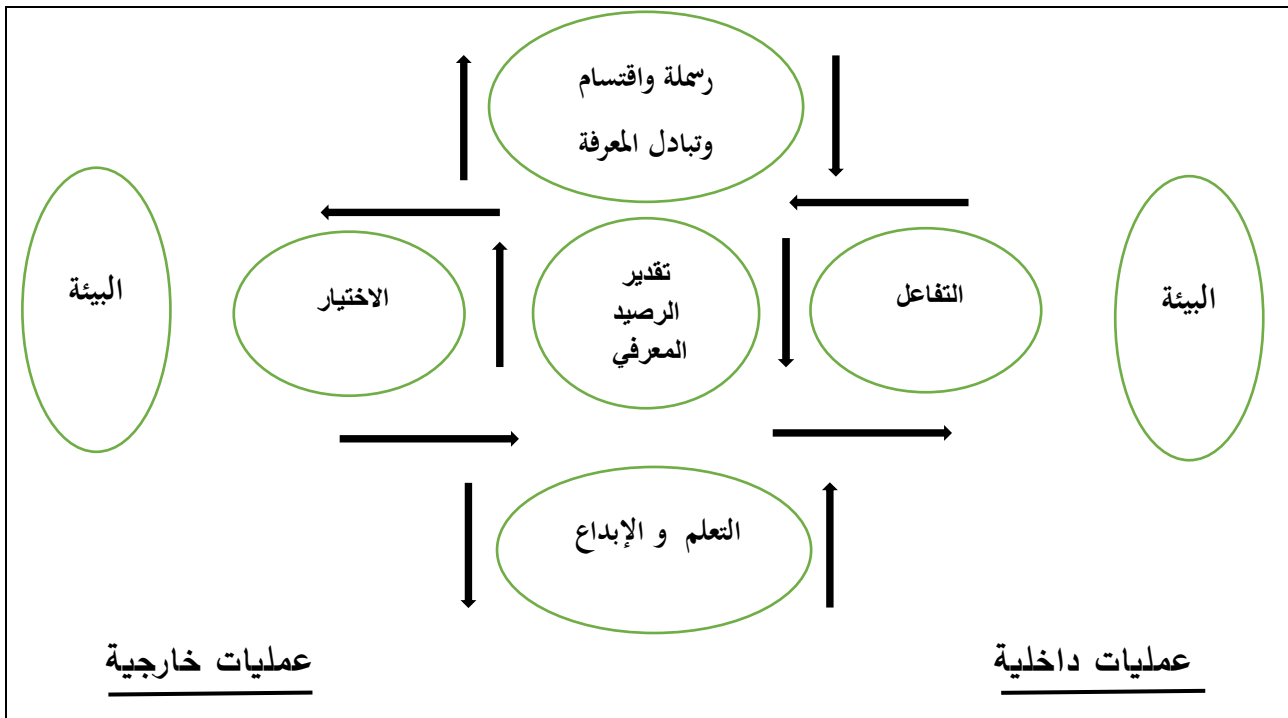 رسملة واقتسام
وتبادل المعرفة
البيئة
التفاعل
تقدير
الرصيد
المعرفي
الاختيار
البيئة
التعلم و الإبداع
عمليات داخلية
عمليات خارجية